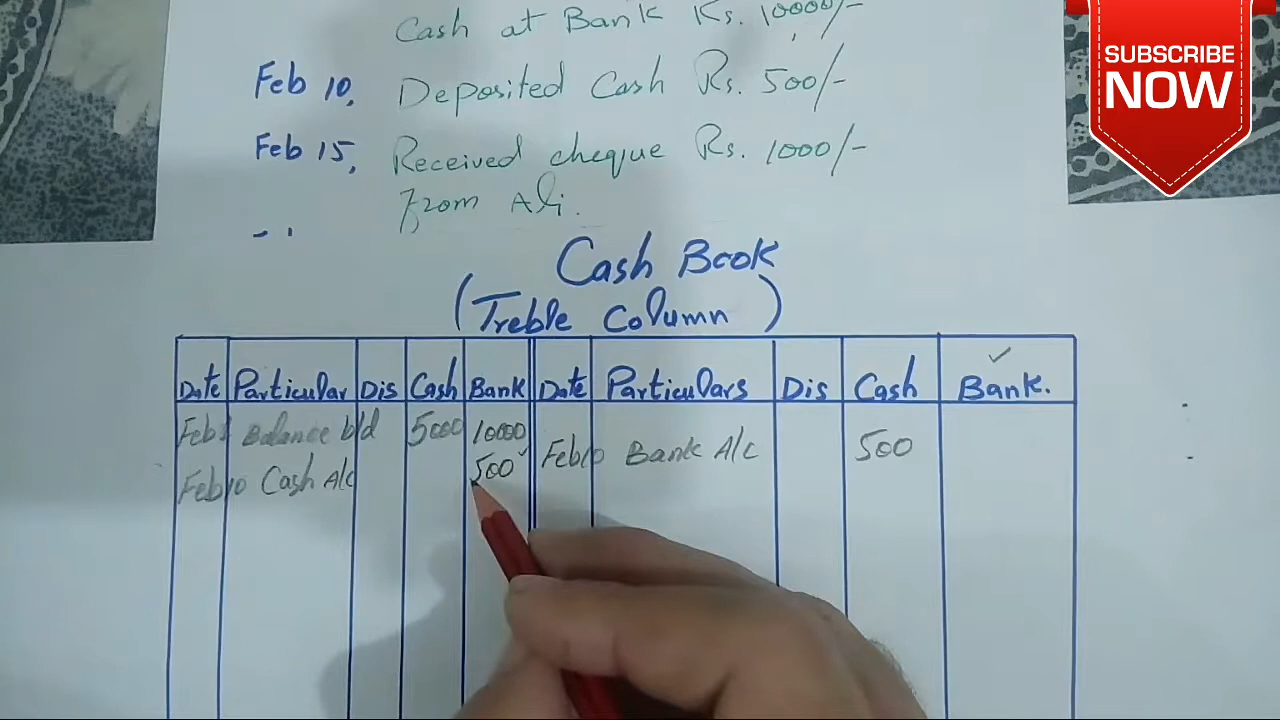 Cash at Bank Rs. 10000/-
SUBSCRIBE
NOW
Feb 10, Deposited Cash Rs. 500/-
Feb 15, Received cheque Rs. 1000/-
from Ali.
Cash Book
(Treble Column)
Date Particular Dis Cash Bank Date Particulars Dis Cash Bank.
Feb 1 Balance b/d 5000 10000
Feb 10 Bank A/c 500
Feb 10 Cash A/c 500